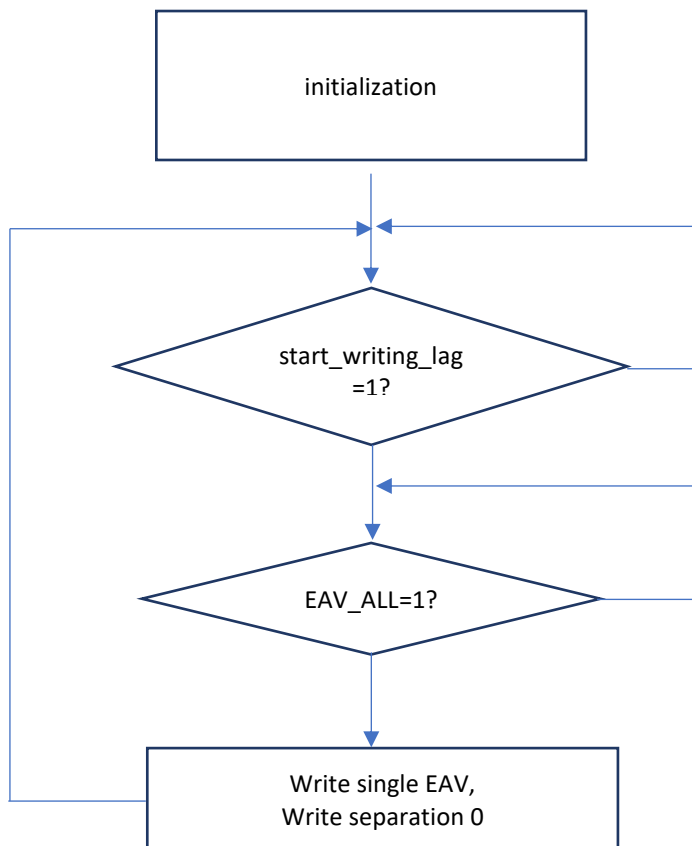 initialization
start_writing_lag
=1?
EAV_ALL=1?
Write single EAV,
Write separation 0